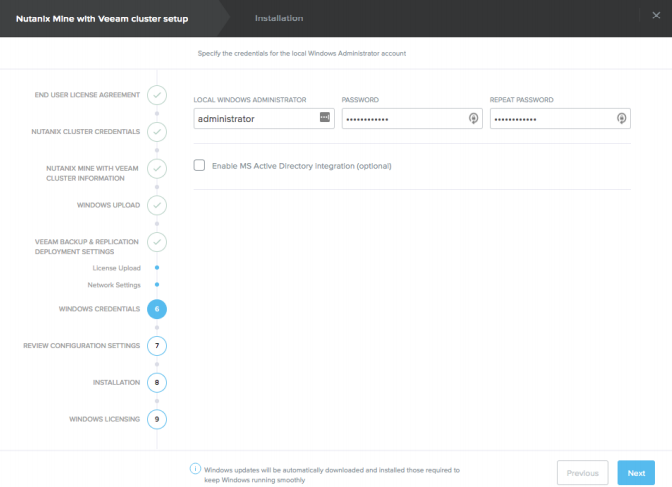 Nutanix Mine with Veeam cluster setup
Installation
Specify the credentials for the local Windows Administrator account
END USER LICENSE AGREEMENT
NUTANIX CLUSTER CREDENTIALS
NUTANIX MINE WITH VEEAM
CLUSTER INFORMATION
WINDOWS UPLOAD
VEEAM BACKUP & REPLICATION
DEPLOYMENT SETTINGS
License Upload
Network Settings
WINDOWS CREDENTIALS
6
REVIEW CONFIGURATION SETTINGS
7
INSTALLATION
8
WINDOWS LICENSING
9
LOCAL WINDOWS ADMINISTRATOR
PASSWORD
REPEAT PASSWORD
administrator
••••••••••••
••••••••••••
Enable MS Active Directory integration (optional)
Windows updates will be automatically downloaded and installed those required to
keep Windows running smoothly
Previous
Next